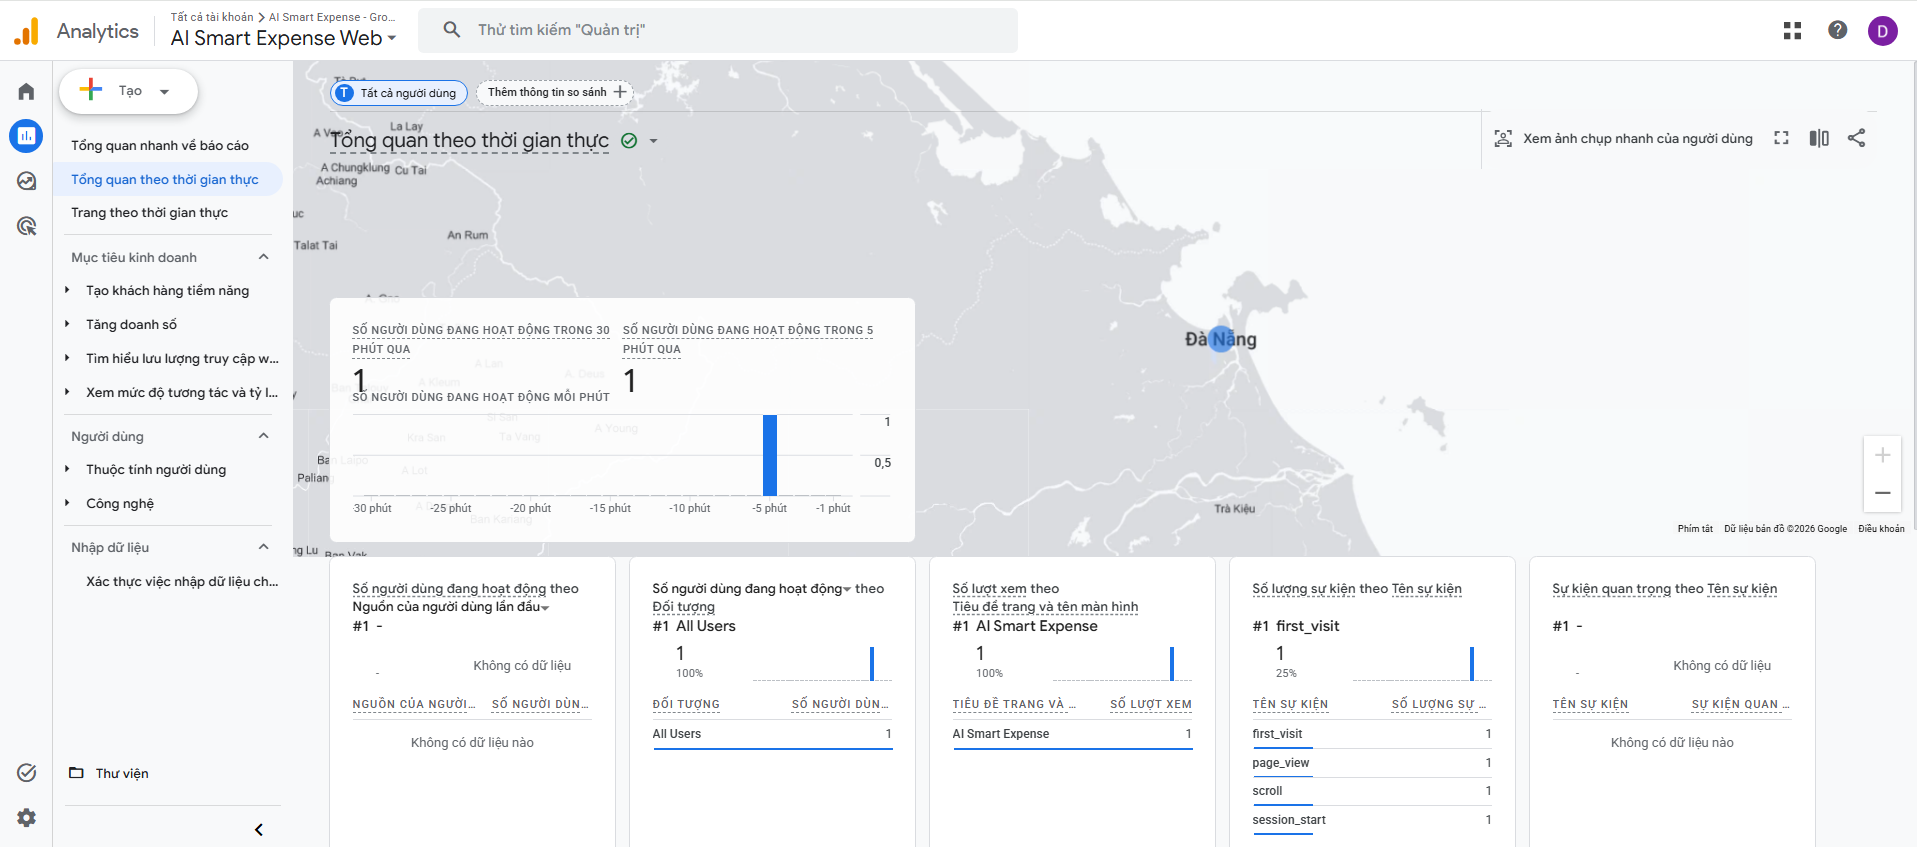 Analytics
Tất cả tài khoản > AI Smart Expense - Gro...
AI Smart Expense Web
Thử tìm kiếm "Quản trị"
D
Tạo
Tổng quan nhanh về báo cáo
Tổng quan theo thời gian thực
Trang theo thời gian thực
Mục tiêu kinh doanh
Tạo khách hàng tiềm năng
Tăng doanh số
Tìm hiểu lưu lượng truy cập w...
Xem mức độ tương tác và tỷ l...
Người dùng
Thuộc tính người dùng
Công nghệ
Nhập dữ liệu
Xác thực việc nhập dữ liệu ch...
Thư viện
T Tất cả người dùng
Thêm thông tin so sánh
Tổng quan theo thời gian thực
Xem ảnh chụp nhanh của người dùng
La Lay
A Chungklung
Achiang
Cu Tai
Talat Tai
An Rum
Đà Nẵng
Trà Kiệu
SỐ NGƯỜI DÙNG ĐANG HOẠT ĐỘNG TRONG 30
PHÚT QUA
1
SỐ NGƯỜI DÙNG ĐANG HOẠT ĐỘNG TRONG 5
PHÚT QUA
1
SỐ NGƯỜI DÙNG ĐANG HOẠT ĐỘNG MỖI PHÚT
A Lan
A Kleum
A. Deus
Si San
A Young
Kra San
Ta Vang
A Lot
Ban Kanang
1
0,5
-30 phút
-25 phút
-20 phút
-15 phút
-10 phút
-5 phút
-1 phút
Phím tắt
Dữ liệu bản đồ ©2026 Google
Điều khoản
Số người dùng đang hoạt động theo
Nguồn của người dùng lần đầu
#1 -
-
Không có dữ liệu
NGUỒN CỦA NGƯỜI...
SỐ NGƯỜI DÙN...
Không có dữ liệu nào
Số người dùng đang hoạt động theo
Đối tượng
#1 All Users
1
100%
ĐỐI TƯỢNG
SỐ NGƯỜI DÙN...
All Users 1
Số lượt xem theo
Tiêu đề trang và tên màn hình
#1 AI Smart Expense
1
100%
TIÊU ĐỀ TRANG VÀ ...
SỐ LƯỢT XEM
AI Smart Expense 1
Số lượng sự kiện theo Tên sự kiện
#1 first_visit
1
25%
TÊN SỰ KIỆN
SỐ LƯỢNG SỰ ...
first_visit 1
page_view 1
scroll 1
session_start 1
Sự kiện quan trọng theo Tên sự kiện
#1 -
-
Không có dữ liệu
TÊN SỰ KIỆN
SỰ KIỆN QUAN ...
Không có dữ liệu nào